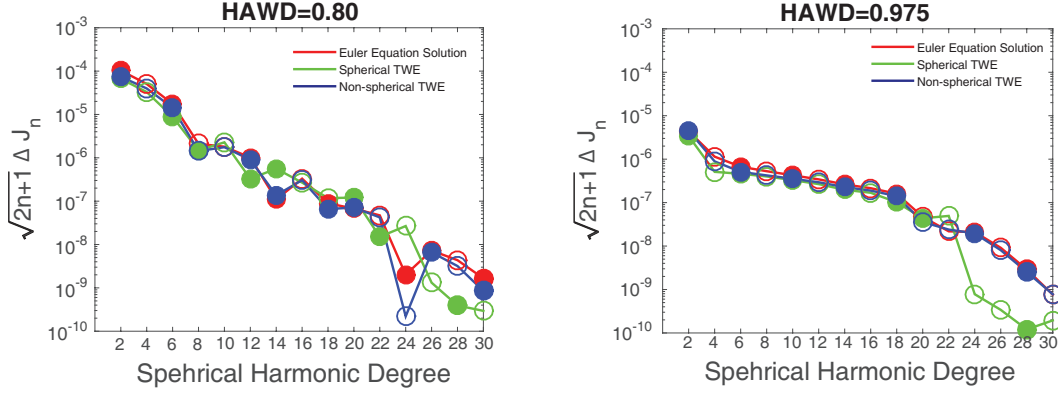 HAWD=0.80
10^-3
10^-4
10^-5
10^-6
10^-7
10^-8
10^-9
10^-10
√2n+1 Δ J_n
Euler Equation Solution
Spherical TWE
Non-spherical TWE
2 4 6 8 10 12 14 16 18 20 22 24 26 28 30
Spehrical Harmonic Degree
HAWD=0.975
10^-3
10^-4
10^-5
10^-6
10^-7
10^-8
10^-9
10^-10
√2n+1 Δ J_n
Euler Equation Solution
Spherical TWE
Non-spherical TWE
2 4 6 8 10 12 14 16 18 20 22 24 26 28 30
Spehrical Harmonic Degree